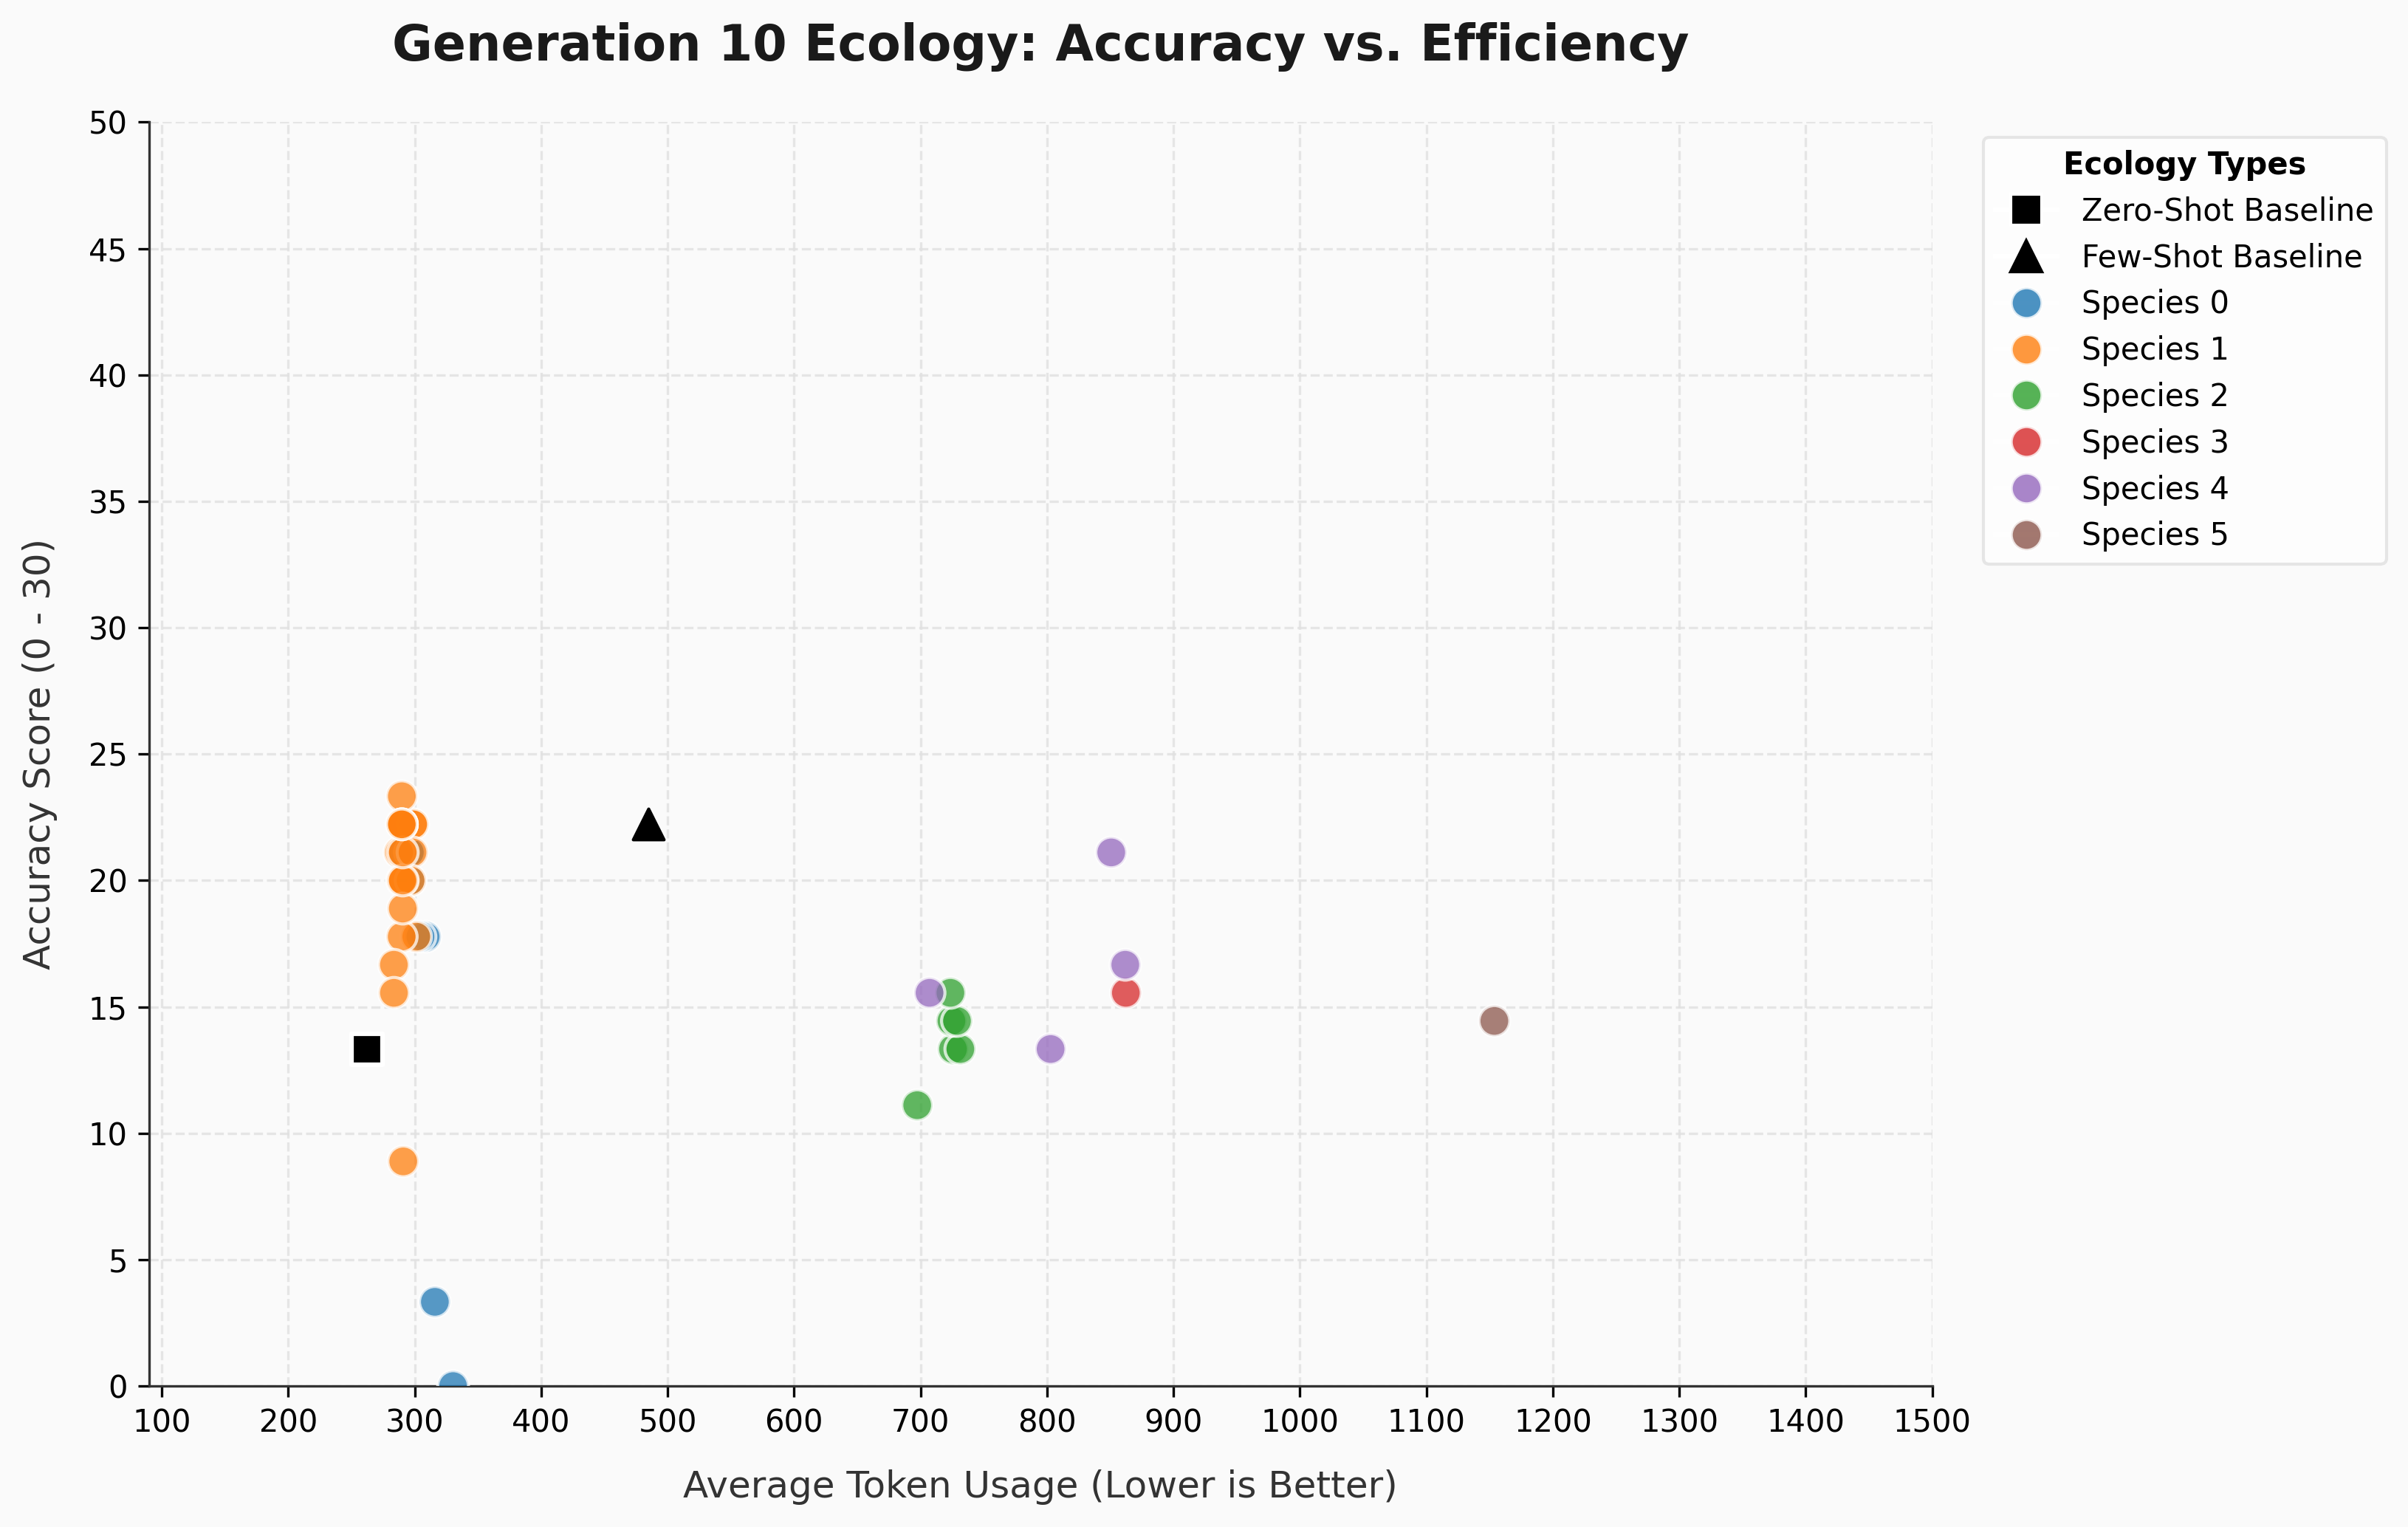 Generation 10 Ecology: Accuracy vs. Efficiency
50
45
40
35
30
25
20
15
10
5
0
Accuracy Score (0 - 30)
100 200 300 400 500 600 700 800 900 1000 1100 1200 1300 1400 1500
Average Token Usage (Lower is Better)
Ecology Types
Zero-Shot Baseline
Few-Shot Baseline
Species 0
Species 1
Species 2
Species 3
Species 4
Species 5